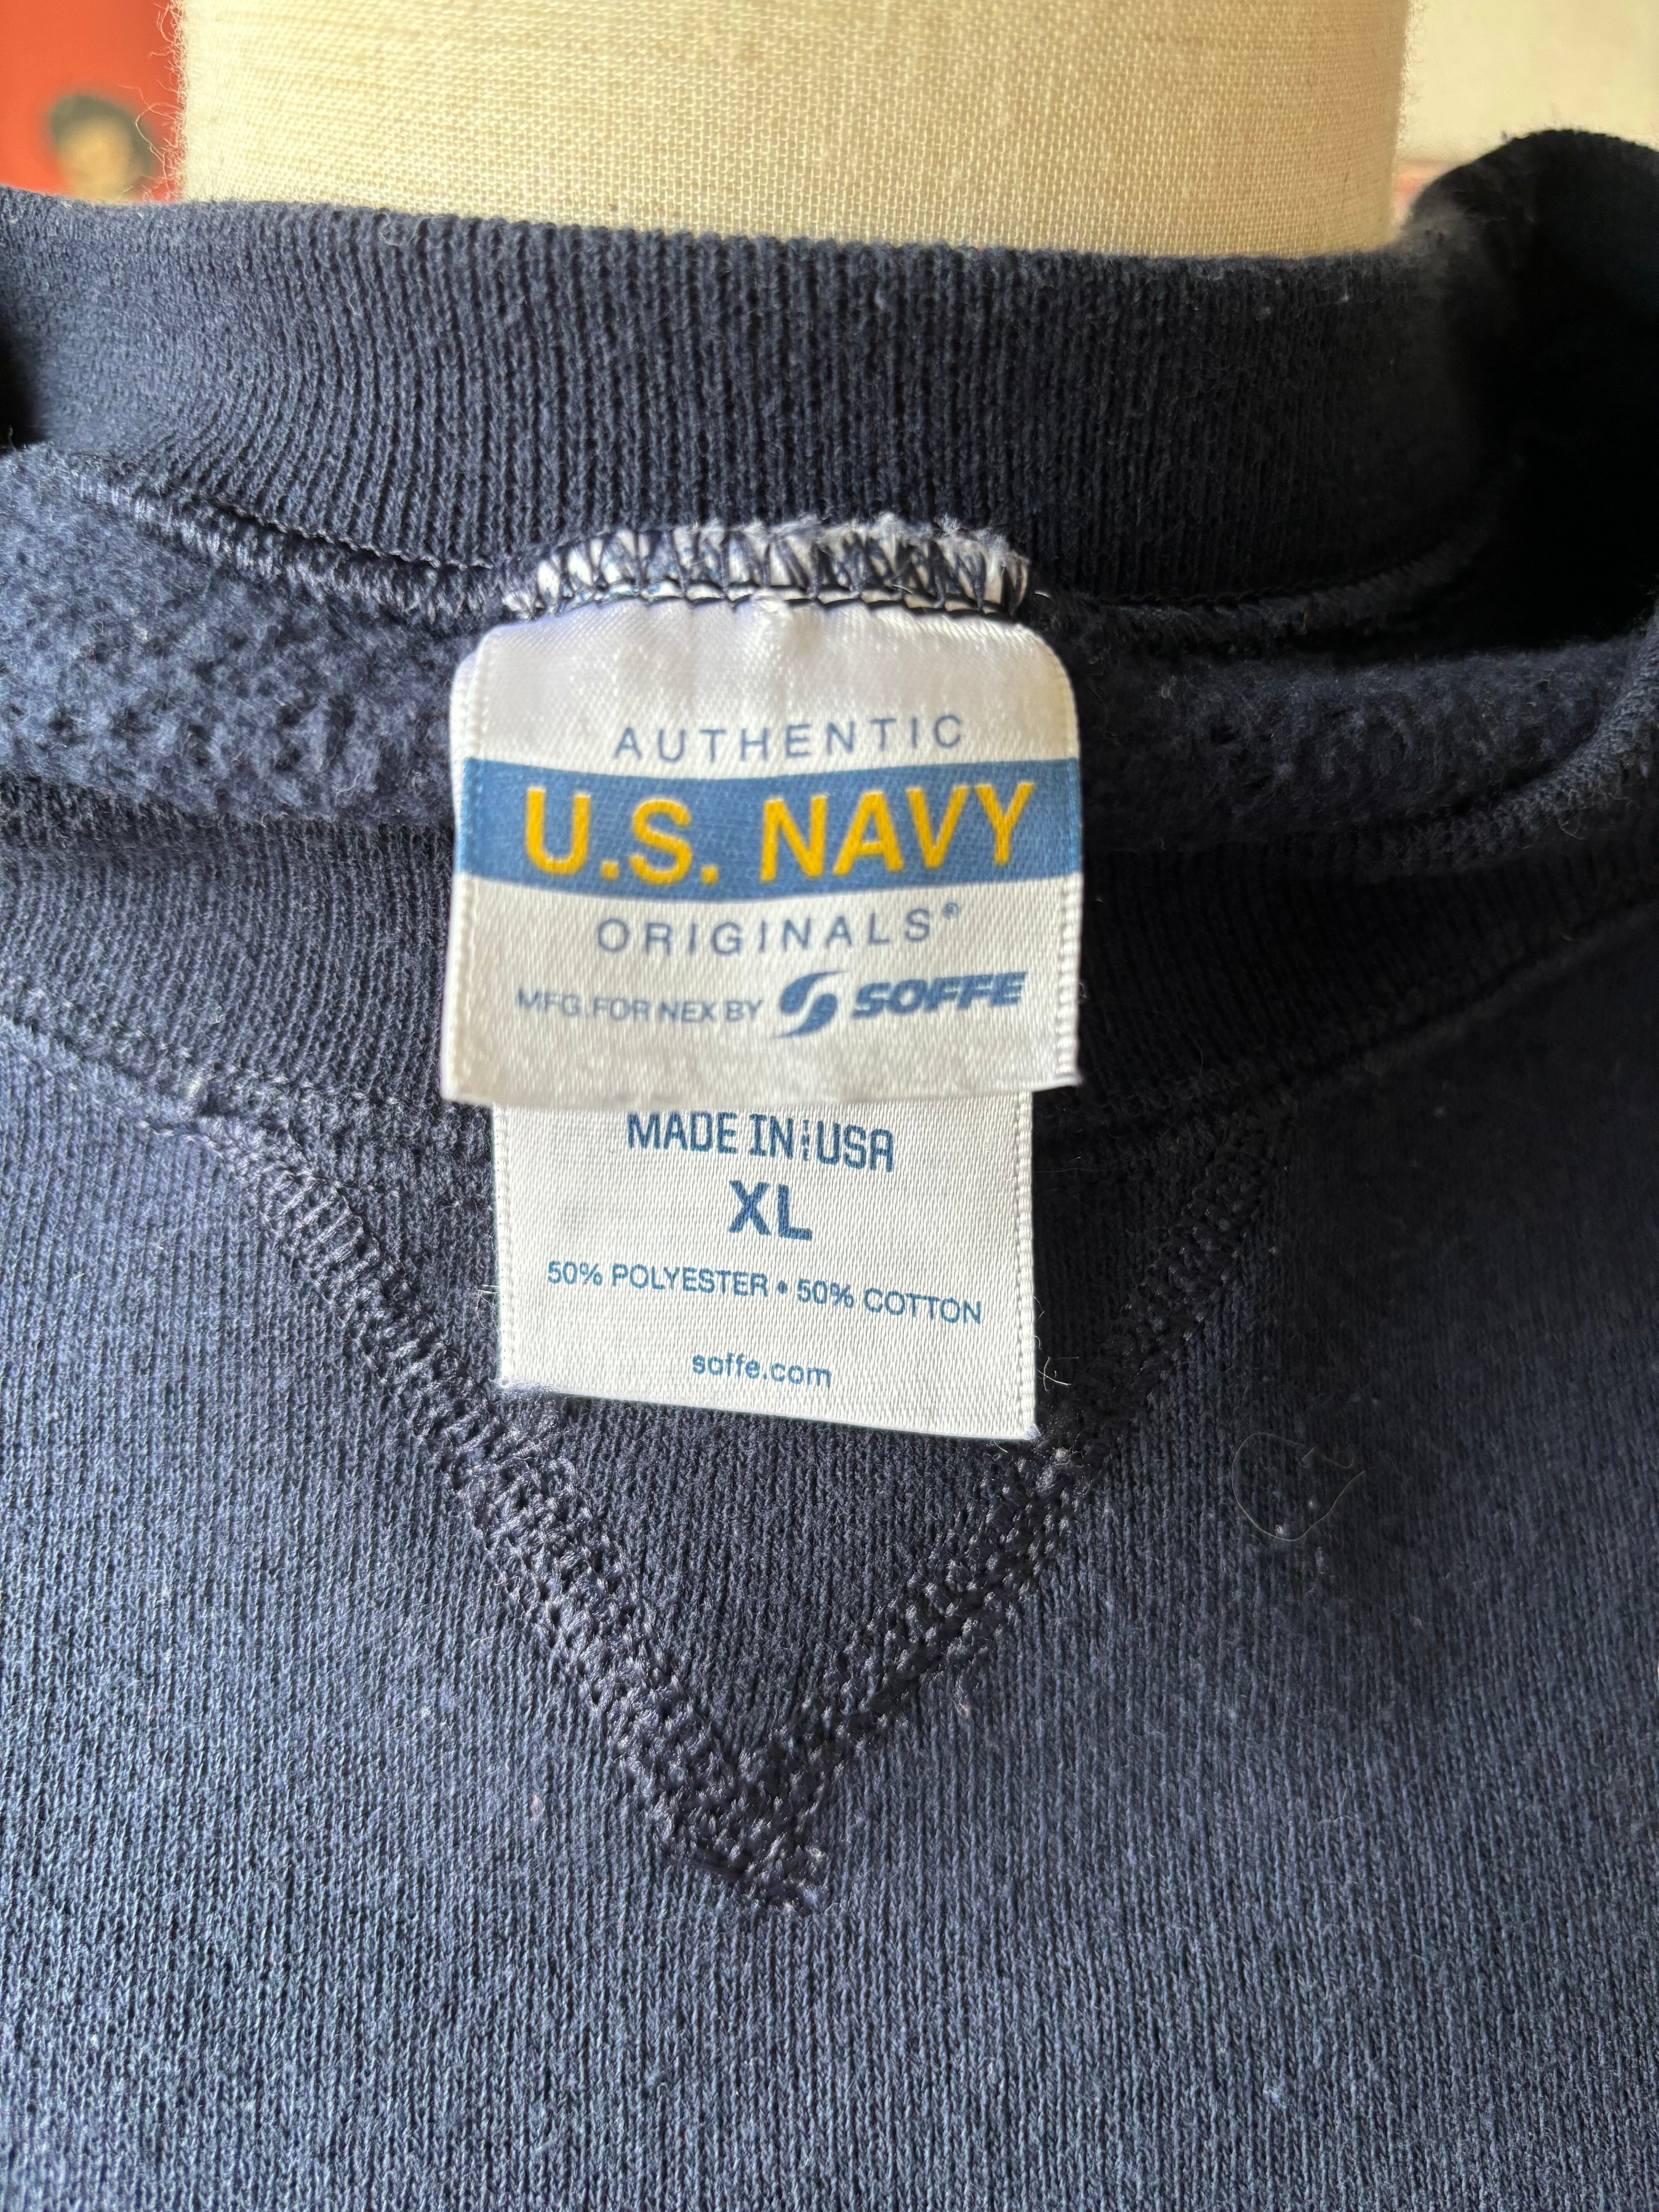 AUTHENTIC
U.S. NAVY
ORIGINALS®
MFG. FOR NEX BY SOFFE
MADE IN USA
XL
50% POLYESTER • 50% COTTON
soffe.com